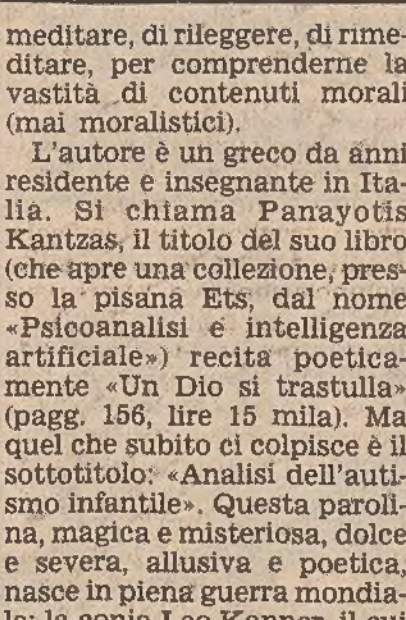 meditare, di rileggere, di rime-
ditare, per comprenderne la
vastità di contenuti morali
(mai moralistici).
L'autore è un greco da anni
residente e insegnante in Ita-
lia. Si chiama Panayotis
Kantzas, il titolo del suo libro
(che apre una collezione, pres-
so la pisana Ets, dal nome
«Psicoanalisi e intelligenza
artificiale») recita poetica-
mente «Un Dio si trastulla»
(pagg. 156, lire 15 mila). Ma
quel che subito ci colpisce è il
sottotitolo: «Analisi dell'auti-
smo infantile». Questa paroli-
na, magica e misteriosa, dolce
e severa, allusiva e poetica,
nasce in piena guerra mondia-
le: la conia Leo Kanner, il cui